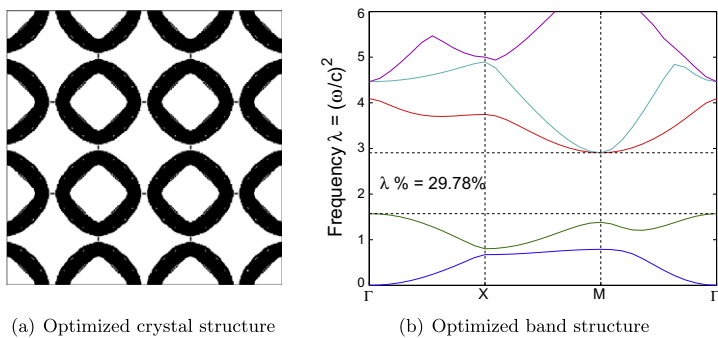 6
5
4
3
2
1
0
Frequency λ = (ω/c)²
λ % = 29.78%
Γ X M Γ
(a) Optimized crystal structure
(b) Optimized band structure